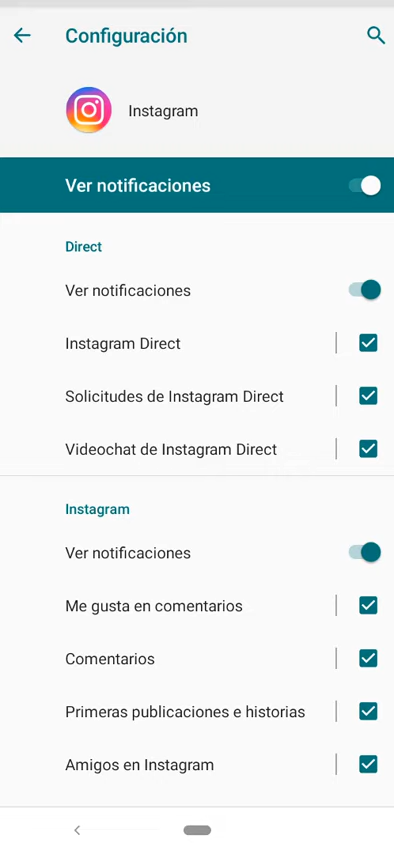 Configuración
Instagram
Ver notificaciones
Direct
Ver notificaciones
Instagram Direct
Solicitudes de Instagram Direct
Videochat de Instagram Direct
Instagram
Ver notificaciones
Me gusta en comentarios
Comentarios
Primeras publicaciones e historias
Amigos en Instagram